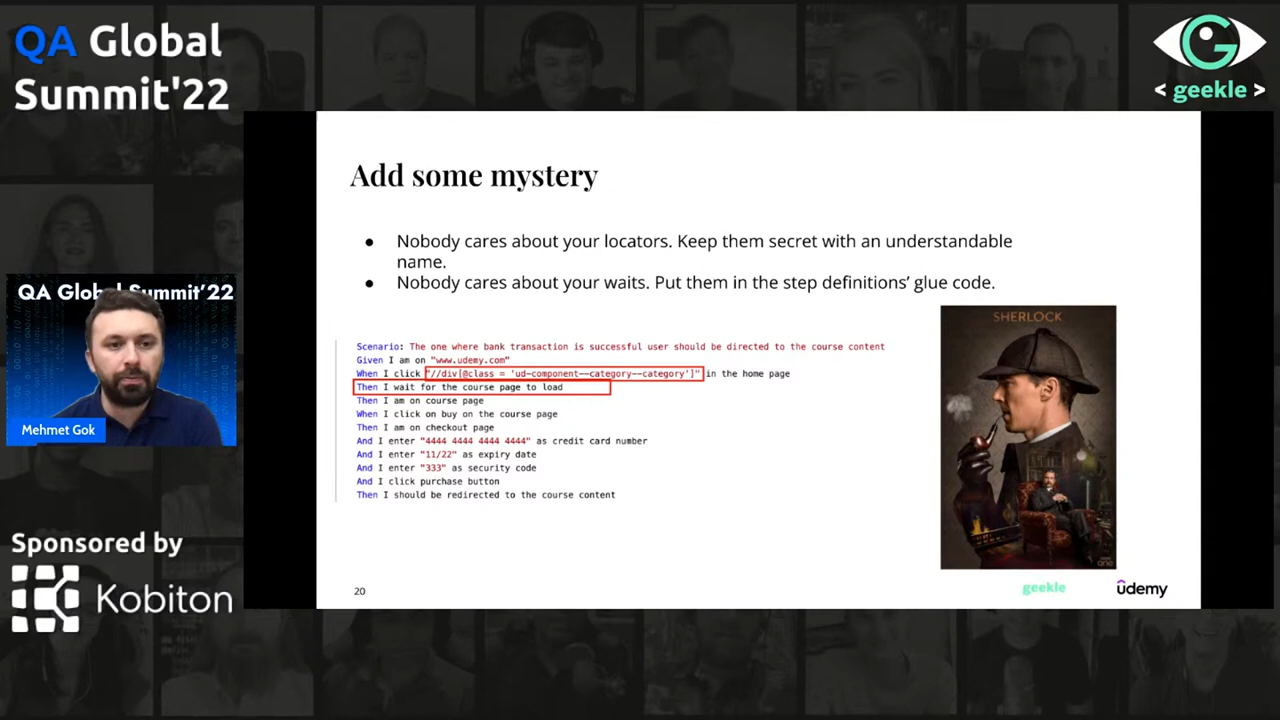 QA Global
Summit'22
geekle
< geekle >
Add some mystery
● Nobody cares about your locators. Keep them secret with an understandable
name.
● Nobody cares about your waits. Put them in the step definitions’ glue code.
SHERLOCK
QA Global Summit'22
Mehmet Gok
Scenario: The one where bank transaction is successful user should be directed to the course content
Given I am on "www.udemy.com"
When I click "//div[@class = 'ud-component--category--category']" in the home page
Then I wait for the course page to load
Then I am on course page
When I click on buy on the course page
Then I am on checkout page
And I enter "4444 4444 4444 4444" as credit card number
And I enter "11/22" as expiry date
And I enter "333" as security code
And I click purchase button
Then I should be redirected to the course content
one
Sponsored by
Kobiton
20
geekle
ûdemy